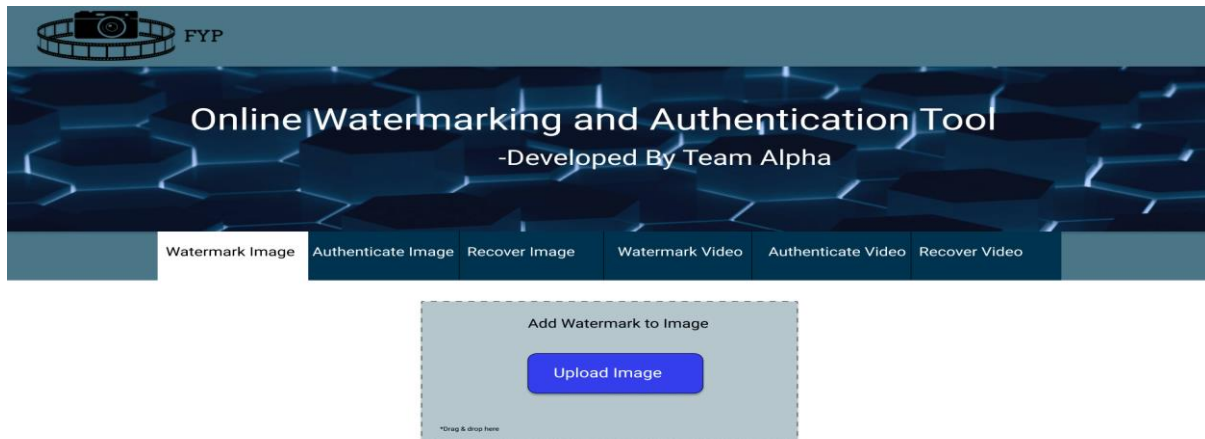 FYP
Online Watermarking and Authentication Tool
-Developed By Team Alpha
Watermark Image Authenticate Image Recover Image Watermark Video Authenticate Video Recover Video
Add Watermark to Image
Upload Image
*Drag & drop here